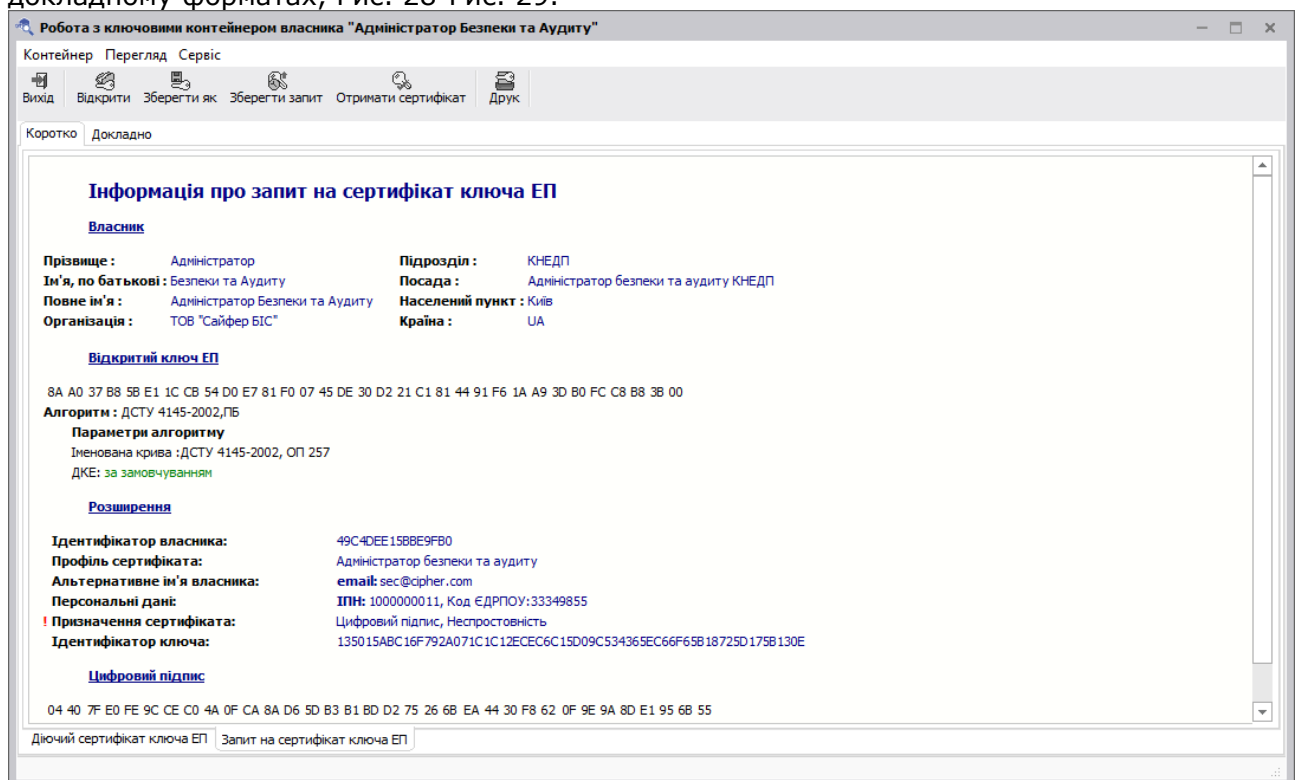 докладному форматах, Рис. 28-Рис. 29.
Робота з ключовими контейнером власника "Адміністратор Безпеки та Аудиту"
Контейнер Перегляд Сервіс
Вихід Відкрити Зберегти як Зберегти запит Отримати сертифікат Друк
Коротко Докладно
Інформація про запит на сертифікат ключа ЕП
Власник
Прізвище : Адміністратор Підрозділ : КНЕДП
Ім'я, по батькові : Безпеки та Аудиту Посада : Адміністратор безпеки та аудиту КНЕДП
Повне ім'я : Адміністратор Безпеки та Аудиту Населений пункт : Київ
Організація : ТОВ "Сайфер БІС" Країна : UA
Відкритий ключ ЕП
8A A0 37 B8 5B E1 1C CB 54 D0 E7 81 F0 07 45 DE 30 D2 21 C1 81 44 91 F6 1A A9 3D B0 FC C8 B8 3B 00
Алгоритм : ДСТУ 4145-2002,ПБ
Параметри алгоритму
Іменована крива :ДСТУ 4145-2002, ОП 257
ДКЕ: за замовчуванням
Розширення
Ідентифікатор власника: 49C4DEE15BBE9FB0
Профіль сертифіката: Адміністратор безпеки та аудиту
Альтернативне ім'я власника: email: sec@cipher.com
Персональні дані: ІПН: 1000000011, Код ЄДРПОУ:33349855
! Призначення сертифіката: Цифровий підпис, Неспростовність
Ідентифікатор ключа: 135015ABC16F792A071C1C12ECEC6C15D09C534365EC66F65B18725D175B130E
Цифровий підпис
04 40 7F E0 FE 9C CE C0 4A 0F CA 8A D6 5D B3 B1 BD D2 75 26 6B EA 44 30 F8 62 0F 9E 9A 8D E1 95 6B 55
Діючий сертифікат ключа ЕП Запит на сертифікат ключа ЕП